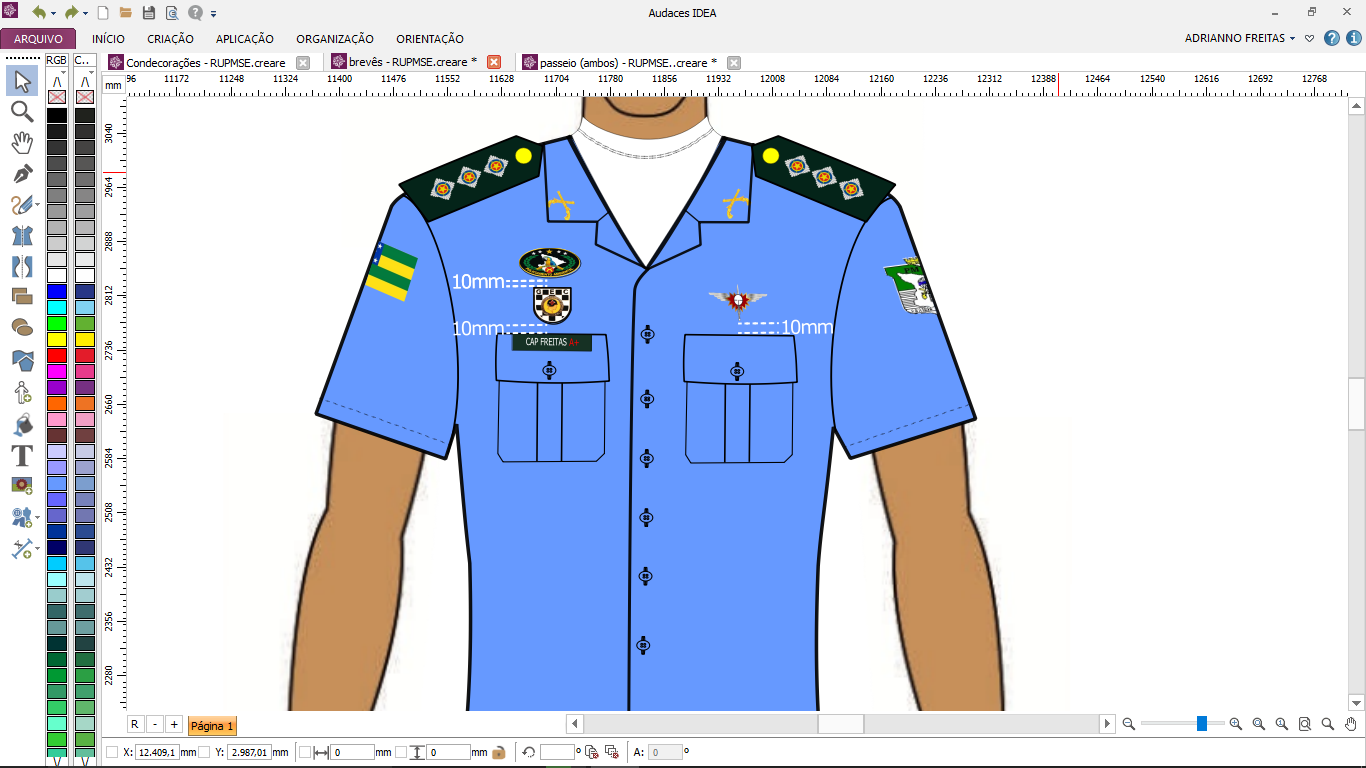 Audaces IDEA
ARQUIVO INÍCIO CRIAÇÃO APLICAÇÃO ORGANIZAÇÃO ORIENTAÇÃO ADRIANNO FREITAS
RGB C.. Condecorações - RUPMSE.creare brevês - RUPMSE.creare * passeio (ambos) - RUPMSE..creare *
mm 96 11172 11248 11324 11400 11476 11552 11628 11704 11780 11856 11932 12008 12084 12160 12236 12312 12388 12464 12540 12616 12692 12768
3040
2964
2888
2812
2736
2660
2584
2508
2432
2356
2280
PM
10mm
GEC
10mm 10mm
CAP FREITAS A+
R - + Página 1
X: 12.409,1 mm Y: 2.987,01 mm 0 mm 0 mm º A: 0 º